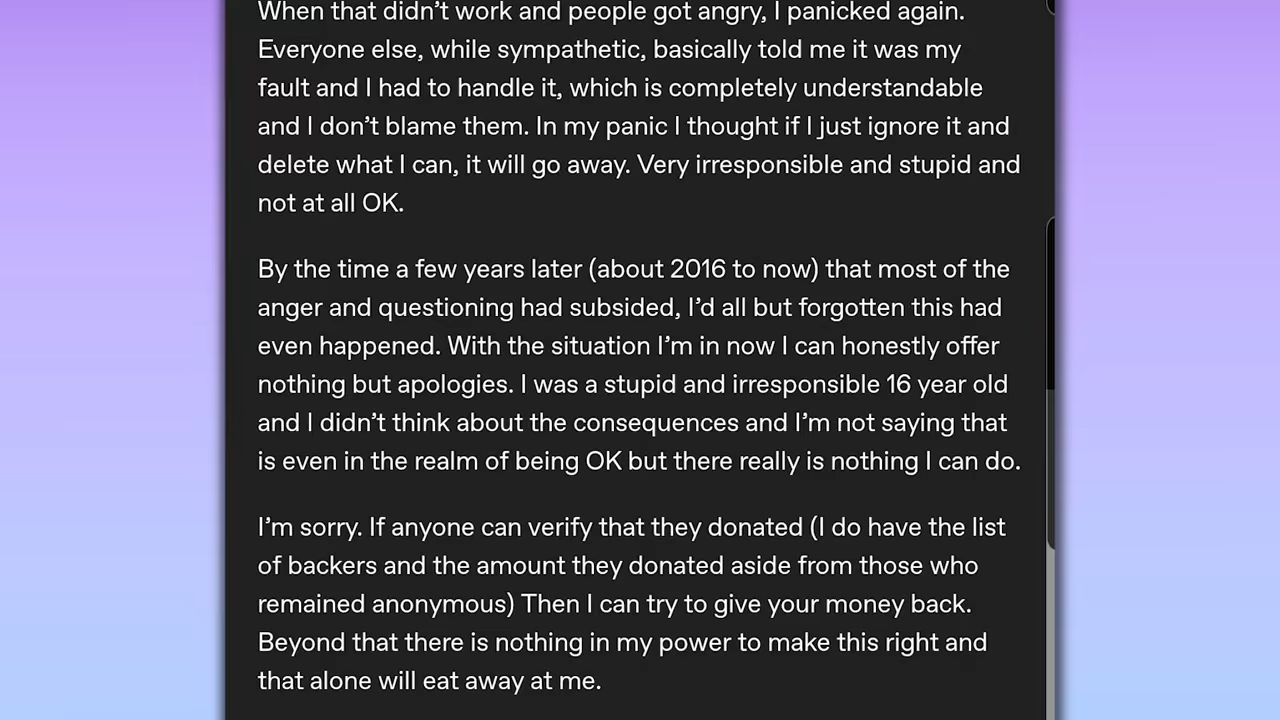 When that didn’t work and people got angry, I panicked again.
Everyone else, while sympathetic, basically told me it was my
fault and I had to handle it, which is completely understandable
and I don’t blame them. In my panic I thought if I just ignore it and
delete what I can, it will go away. Very irresponsible and stupid and
not at all OK.
By the time a few years later (about 2016 to now) that most of the
anger and questioning had subsided, I’d all but forgotten this had
even happened. With the situation I’m in now I can honestly offer
nothing but apologies. I was a stupid and irresponsible 16 year old
and I didn’t think about the consequences and I’m not saying that
is even in the realm of being OK but there really is nothing I can do.
I’m sorry. If anyone can verify that they donated (I do have the list
of backers and the amount they donated aside from those who
remained anonymous) Then I can try to give your money back.
Beyond that there is nothing in my power to make this right and
that alone will eat away at me.